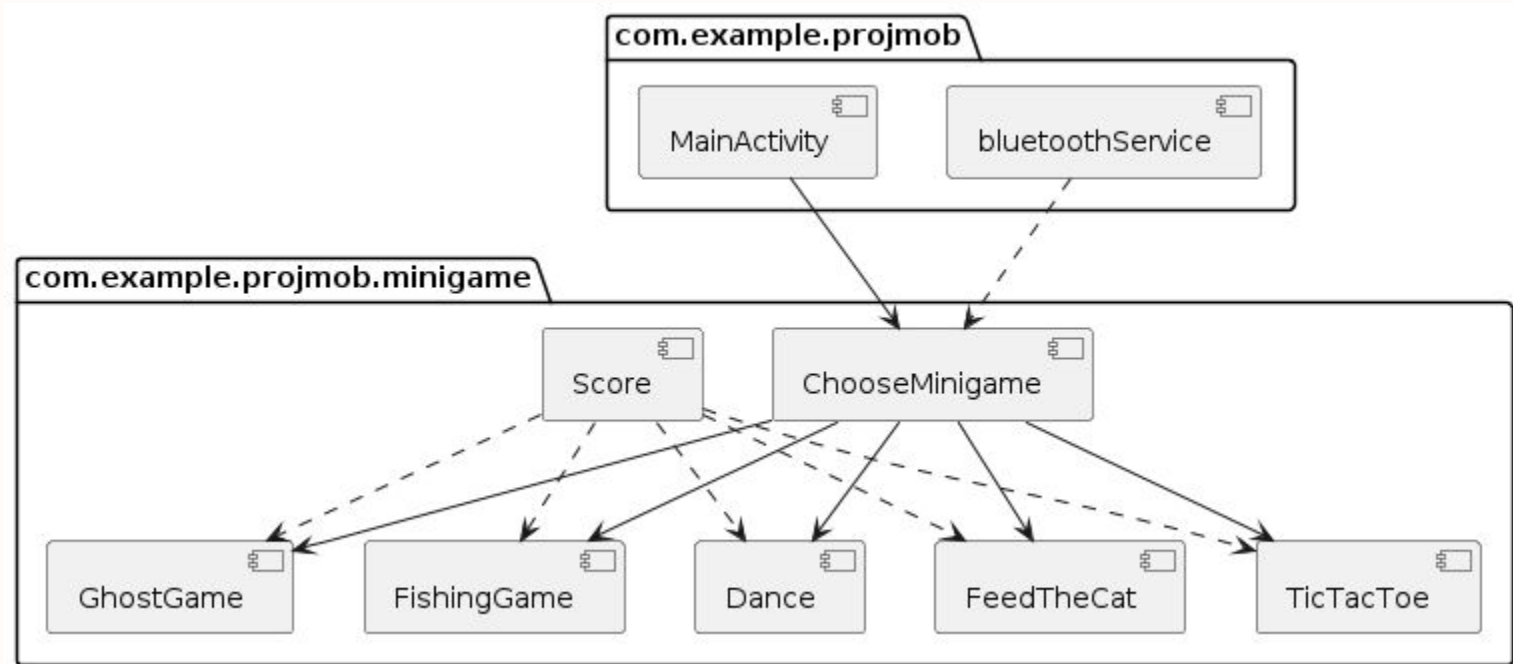 com.example.projmob
MainActivity
bluetoothService
com.example.projmob.minigame
Score
ChooseMinigame
GhostGame
FishingGame
Dance
FeedTheCat
TicTacToe